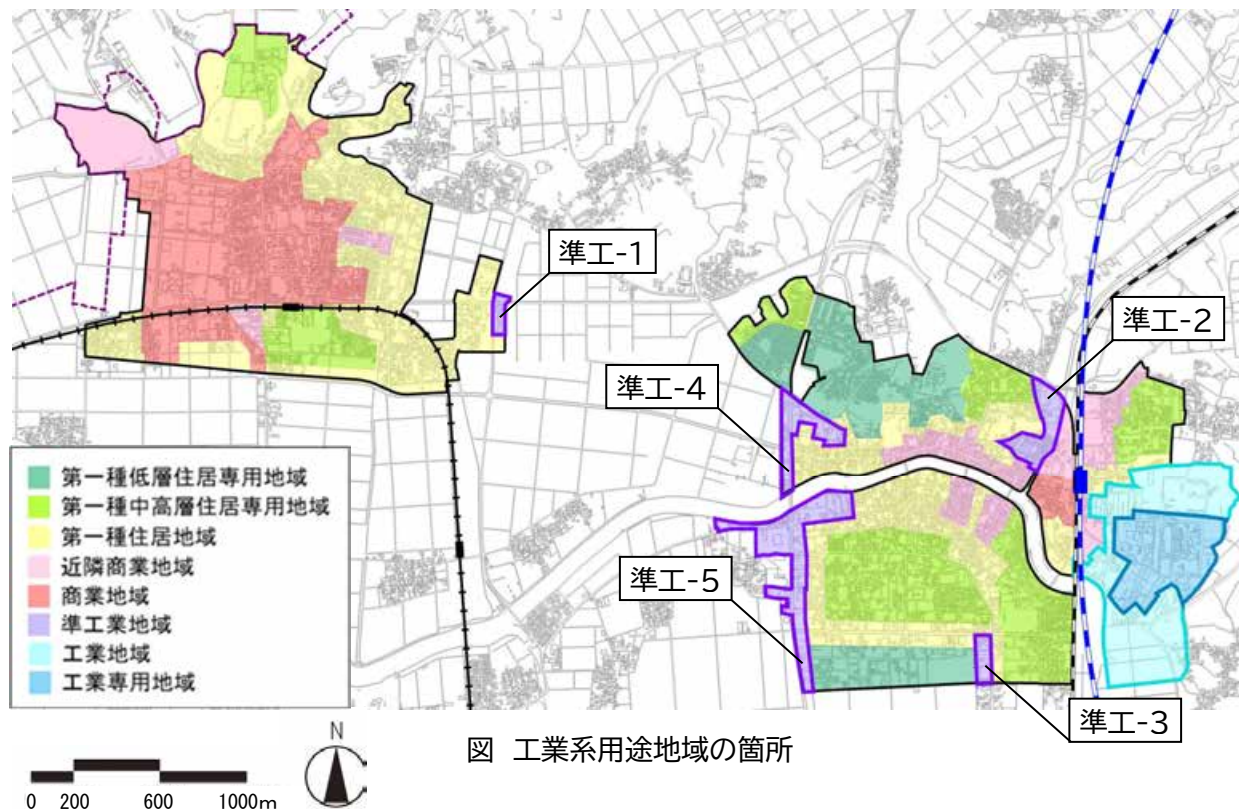 準工-1
準工-2
準工-4
準工-5
準工-3
第一種低層住居専用地域
第一種中高層住居専用地域
第一種住居地域
近隣商業地域
商業地域
準工業地域
工業地域
工業専用地域
N
図 工業系用途地域の箇所
0 200 600 1000m